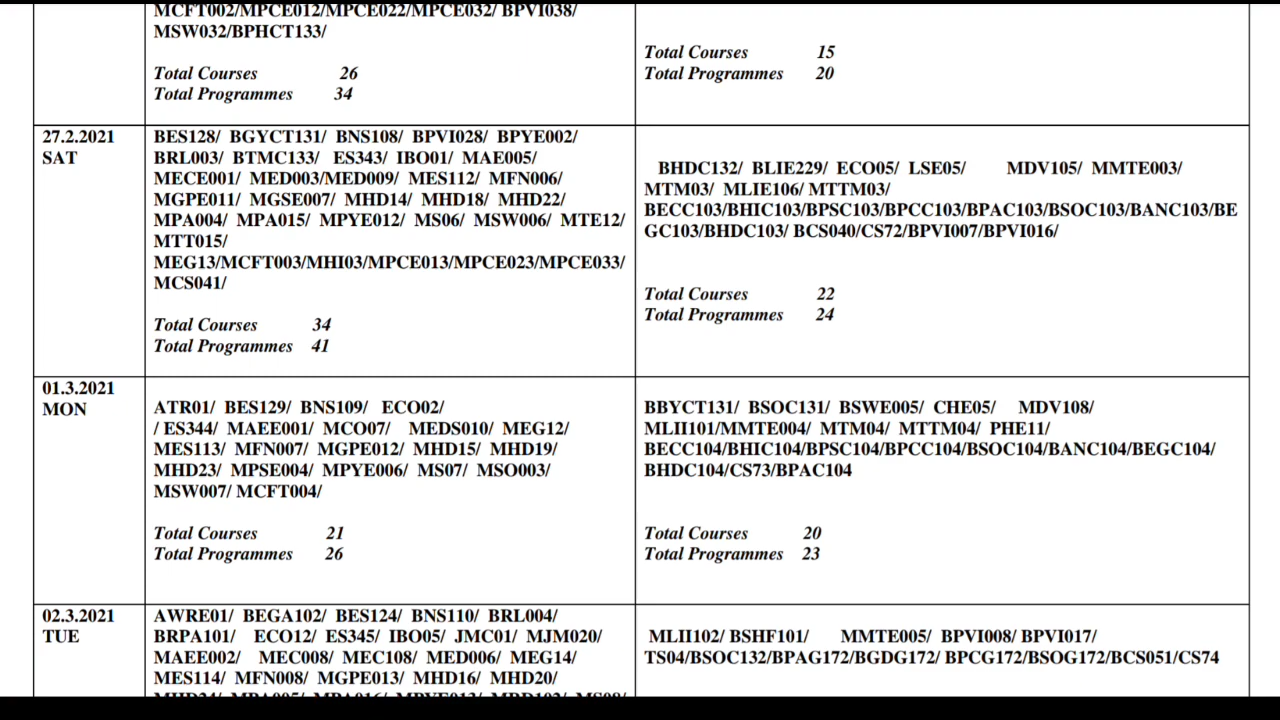 MCFT002/MPCE012/MPCE022/MPCE032/ BPVI038/
MSW032/BPHCT133/
Total Courses 26
Total Programmes 34
Total Courses 15
Total Programmes 20
27.2.2021
SAT
BES128/ BGYCT131/ BNS108/ BPVI028/ BPYE002/
BRL003/ BTMC133/ ES343/ IBO01/ MAE005/
MECE001/ MED003/MED009/ MES112/ MFN006/
MGPE011/ MGSE007/ MHD14/ MHD18/ MHD22/
MPA004/ MPA015/ MPYE012/ MS06/ MSW006/ MTE12/
MTT015/
MEG13/MCFT003/MHI03/MPCE013/MPCE023/MPCE033/
MCS041/
Total Courses 34
Total Programmes 41
BHDC132/ BLIE229/ ECO05/ LSE05/ MDV105/ MMTE003/
MTM03/ MLIE106/ MTTM03/
BECC103/BHIC103/BPSC103/BPCC103/BPAC103/BSOC103/BANC103/BE
GC103/BHDC103/ BCS040/CS72/BPVI007/BPVI016/
Total Courses 22
Total Programmes 24
01.3.2021
MON
ATR01/ BES129/ BNS109/ ECO02/
/ ES344/ MAEE001/ MCO07/ MEDS010/ MEG12/
MES113/ MFN007/ MGPE012/ MHD15/ MHD19/
MHD23/ MPSE004/ MPYE006/ MS07/ MSO003/
MSW007/ MCFT004/
Total Courses 21
Total Programmes 26
BBYCT131/ BSOC131/ BSWE005/ CHE05/ MDV108/
MLII101/MMTE004/ MTM04/ MTTM04/ PHE11/
BECC104/BHIC104/BPSC104/BPCC104/BSOC104/BANC104/BEGC104/
BHDC104/CS73/BPAC104
Total Courses 20
Total Programmes 23
02.3.2021
TUE
AWRE01/ BEGA102/ BES124/ BNS110/ BRL004/
BRPA101/ ECO12/ ES345/ IBO05/ JMC01/ MJM020/
MAEE002/ MEC008/ MEC108/ MED006/ MEG14/
MES114/ MFN008/ MGPE013/ MHD16/ MHD20/
MLII102/ BSHF101/ MMTE005/ BPVI008/ BPVI017/
TS04/BSOC132/BPAG172/BGDG172/ BPCG172/BSOG172/BCS051/CS74